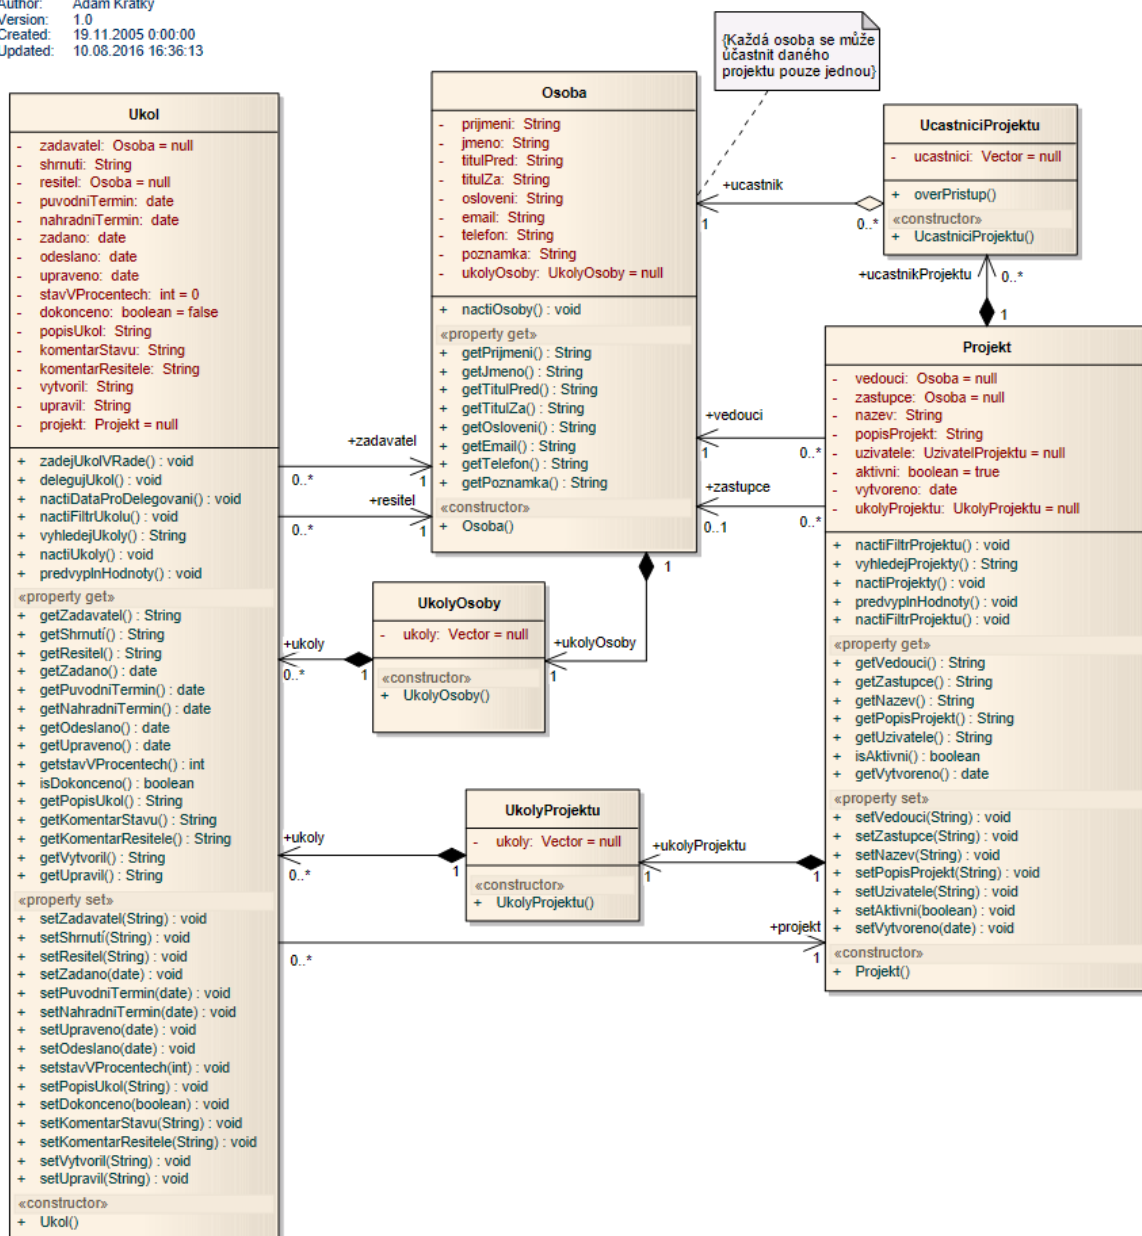 Author: Adam Kratky
Version: 1.0
Created: 19.11.2005 0:00:00
Updated: 10.08.2016 16:36:13
{Každá osoba se může
účastnit daného
projektu pouze jednou}
Ukol
- zadavatel: Osoba = null
- shrnuti: String
- resitel: Osoba = null
- puvodniTermin: date
- nahradniTermin: date
- zadano: date
- odeslano: date
- upraveno: date
- stavVProcentech: int = 0
- dokonceno: boolean = false
- popisUkol: String
- komentarStavu: String
- komentarResitele: String
- vytvoril: String
- upravil: String
- projekt: Projekt = null
+ zadejUkolVRade() : void
+ delegujUkol() : void
+ nactiDataProDelegovani() : void
+ nactiFiltrUkolu() : void
+ vyhledejUkoly() : String
+ nactiUkoly() : void
+ predvyplnHodnoty() : void
«property get»
+ getZadavatel() : String
+ getShrnutí() : String
+ getResitel() : String
+ getZadano() : date
+ getPuvodniTermin() : date
+ getNahradniTermin() : date
+ getOdeslano() : date
+ getUpraveno() : date
+ getstavVProcentech() : int
+ isDokonceno() : boolean
+ getPopisUkol() : String
+ getKomentarStavu() : String
+ getKomentarResitele() : String
+ getVytvoril() : String
+ getUpravil() : String
«property set»
+ setZadavatel(String) : void
+ setShrnutí(String) : void
+ setResitel(String) : void
+ setZadano(date) : void
+ setPuvodniTermin(date) : void
+ setNahradniTermin(date) : void
+ setUpraveno(date) : void
+ setOdeslano(date) : void
+ setstavVProcentech(int) : void
+ setPopisUkol(String) : void
+ setDokonceno(boolean) : void
+ setKomentarStavu(String) : void
+ setKomentarResitele(String) : void
+ setVytvoril(String) : void
+ setUpravil(String) : void
«constructor»
+ Ukol()
Osoba
- prijmeni: String
- jmeno: String
- titulPred: String
- titulZa: String
- osloveni: String
- email: String
- telefon: String
- poznamka: String
- ukolyOsoby: UkolyOsoby = null
+ nactiOsoby() : void
«property get»
+ getPrijmeni() : String
+ getJmeno() : String
+ getTitulPred() : String
+ getTitulZa() : String
+ getOsloveni() : String
+ getEmail() : String
+ getTelefon() : String
+ getPoznamka() : String
«constructor»
+ Osoba()
UcastniciProjektu
- ucastnici: Vector = null
+ overPristup()
«constructor»
+ UcastniciProjektu()
+ucastnik
1
0..*
+ucastnikProjektu
0..*
1
Projekt
- vedouci: Osoba = null
- zastupce: Osoba = null
- nazev: String
- popisProjekt: String
- uzivatele: UzivatelProjektu = null
- aktivni: boolean = true
- vytvoreno: date
- ukolyProjektu: UkolyProjektu = null
+ nactiFiltrProjektu() : void
+ vyhledejProjekty() : String
+ nactiProjekty() : void
+ predvyplnHodnoty() : void
+ nactiFiltrProjektu() : void
«property get»
+ getVedouci() : String
+ getZastupce() : String
+ getNazev() : String
+ getPopisProjekt() : String
+ getUzivatele() : String
+ isAktivni() : boolean
+ getVytvoreno() : date
«property set»
+ setVedouci(String) : void
+ setZastupce(String) : void
+ setNazev(String) : void
+ setPopisProjekt(String) : void
+ setUzivatele(String) : void
+ setAktivni(boolean) : void
+ setVytvoreno(date) : void
«constructor»
+ Projekt()
+vedouci
1
0..*
+zastupce
0..1
0..*
+zadavatel
0..*
1
+resitel
0..*
1
UkolyOsoby
- ukoly: Vector = null
«constructor»
+ UkolyOsoby()
1
+ukolyOsoby
1
+ukoly
0..*
1
UkolyProjektu
- ukoly: Vector = null
«constructor»
+ UkolyProjektu()
+ukoly
0..*
1
+ukolyProjektu
1
1
+projekt
0..*
1